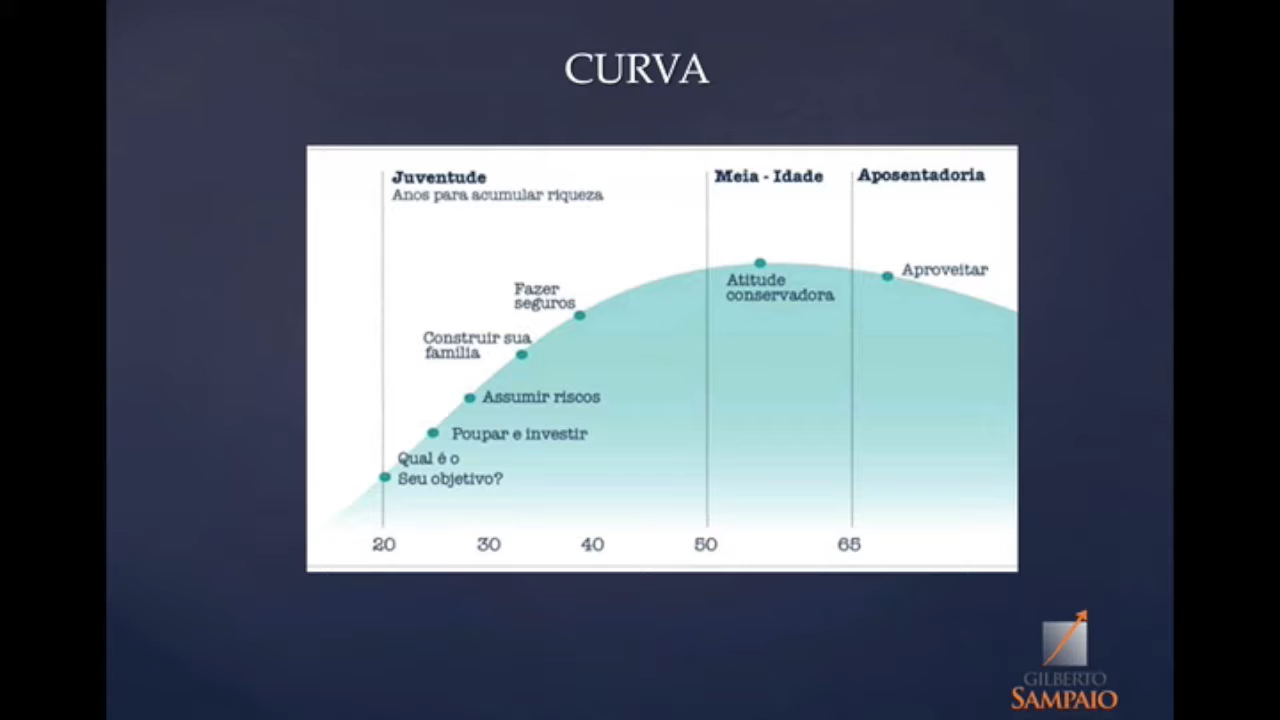 CURVA
Juventude
Anos para acumular riqueza
Meia - Idade
Aposentadoria
Fazer
seguros
Construir sua
família
Assumir riscos
Poupar e investir
Qual é o
Seu objetivo?
Atitude
conservadora
Aproveitar
20 30 40 50 65
GILBERTO
SAMPAIO